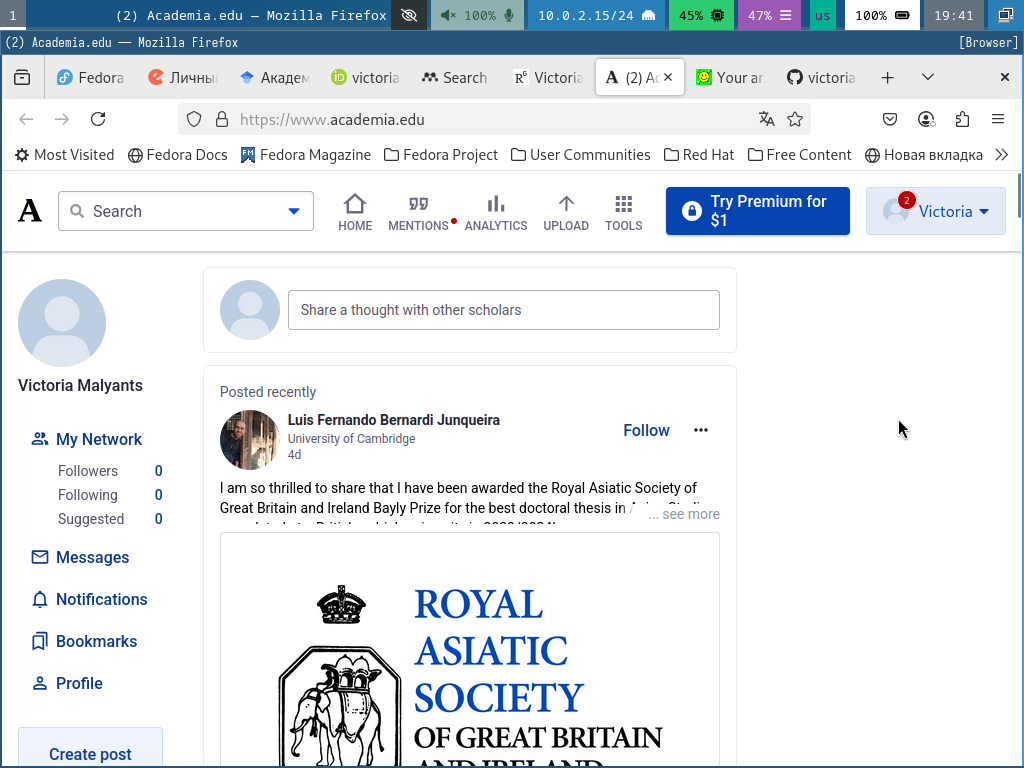 1
(2) Academia.edu — Mozilla Firefox
100%
10.0.2.15/24
45%
47%
us
100%
19:41
(2) Academia.edu — Mozilla Firefox
[Browser]
Fedora
Личны
Академ
victoria
Search
Victoria
(2) Ac
Your ar
victoria
https://www.academia.edu
Most Visited
Fedora Docs
Fedora Magazine
Fedora Project
User Communities
Red Hat
Free Content
Новая вкладка
A
Search
HOME
MENTIONS
ANALYTICS
UPLOAD
TOOLS
Try Premium for
$1
2
Victoria
Share a thought with other scholars
Victoria Malyants
My Network
Followers 0
Following 0
Suggested 0
Messages
Notifications
Bookmarks
Profile
Create post
Posted recently
Luis Fernando Bernardi Junqueira
University of Cambridge
4d
Follow
I am so thrilled to share that I have been awarded the Royal Asiatic Society of
Great Britain and Ireland Bayly Prize for the best doctoral thesis in
... see more
ROYAL
ASIATIC
SOCIETY
OF GREAT BRITAIN
AND IRELAND